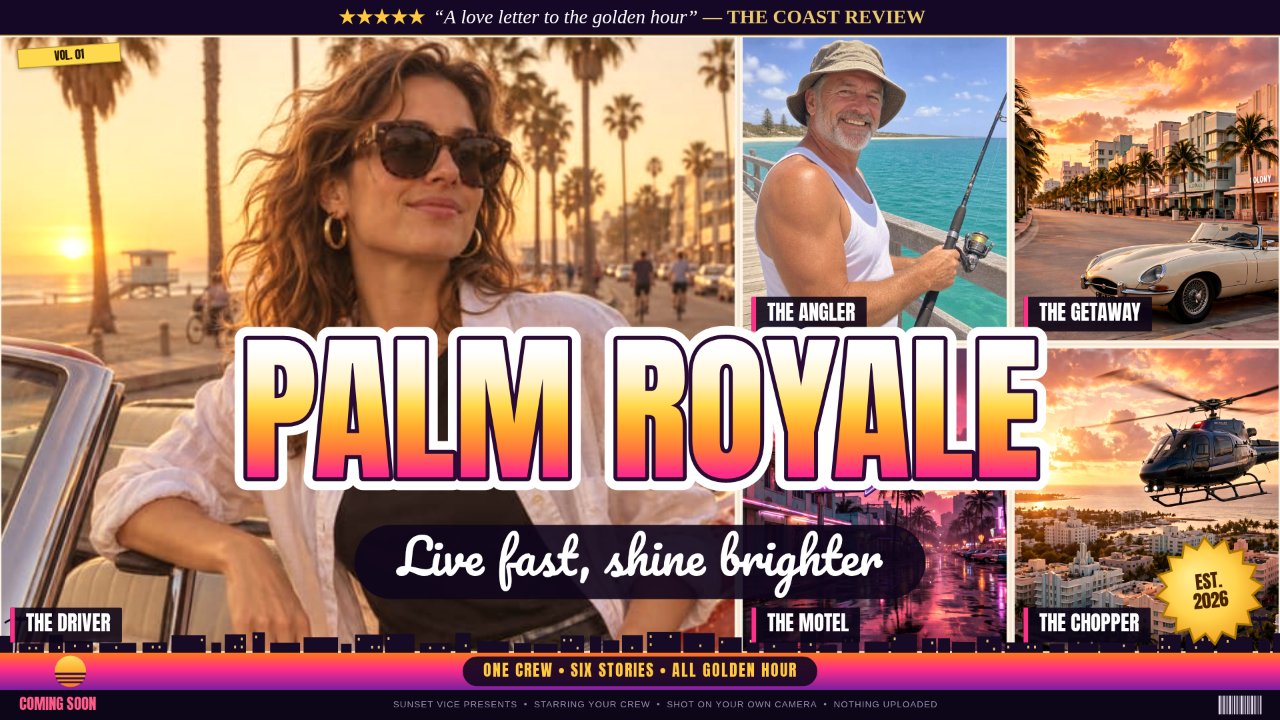 ★★★★★ “A love letter to the golden hour” — THE COAST REVIEW
VOL. 01
THE ANGLER
THE GETAWAY
COLONY
PALM ROYALE
Live fast, shine brighter
THE DRIVER
THE MOTEL
THE CHOPPER
EST.
2026
ONE CREW • SIX STORIES • ALL GOLDEN HOUR
COMING SOON
SUNSET VICE PRESENTS • STARRING YOUR CREW • SHOT ON YOUR OWN CAMERA • NOTHING UPLOADED